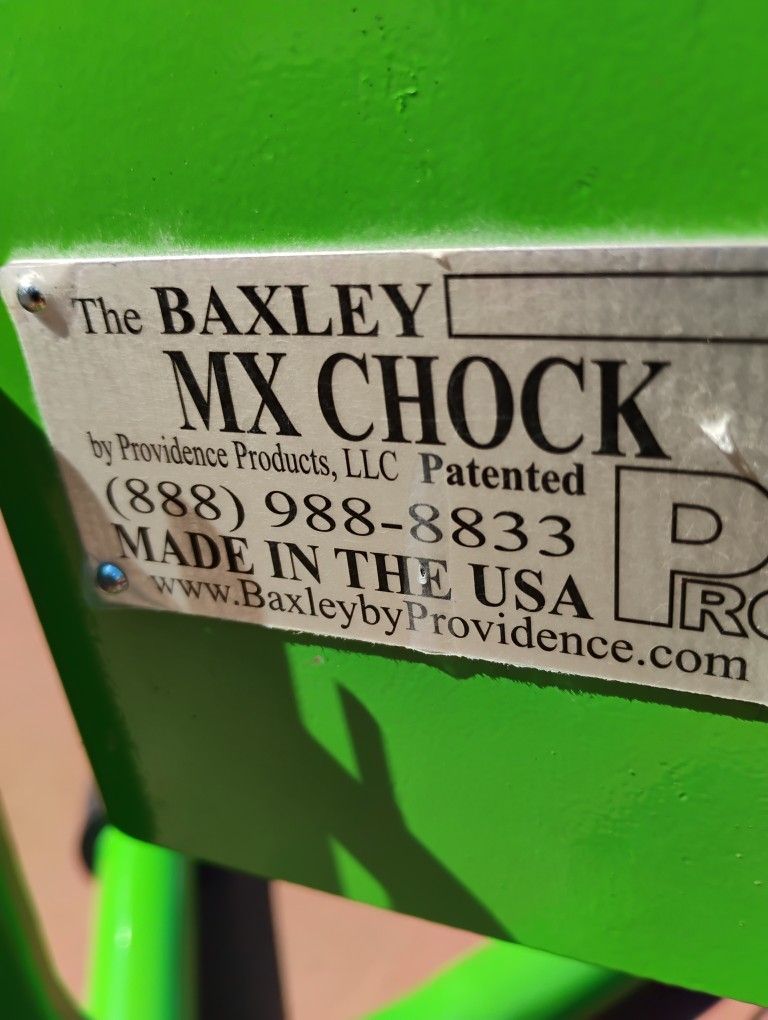 The BAXLEY
MX CHOCK
by Providence Products, LLC Patented
(888) 988-8833
MADE IN THE USA
www.BaxleybyProvidence.com